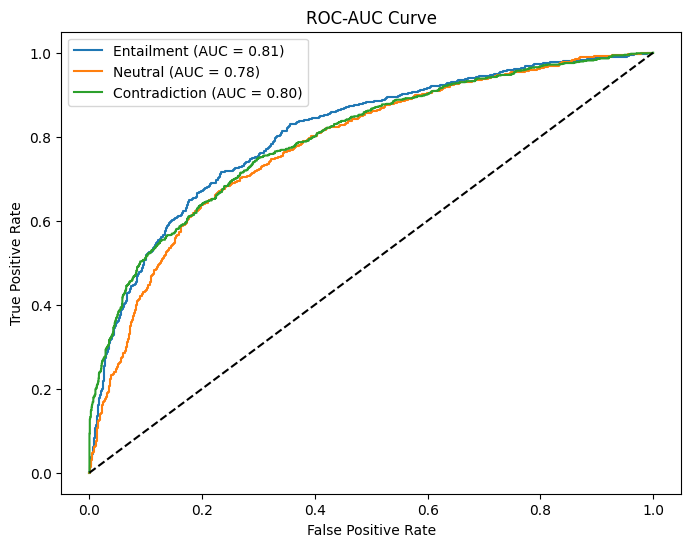 ROC-AUC Curve
Entailment (AUC = 0.81)
Neutral (AUC = 0.78)
Contradiction (AUC = 0.80)
True Positive Rate
1.0
0.8
0.6
0.4
0.2
0.0
0.0 0.2 0.4 0.6 0.8 1.0
False Positive Rate